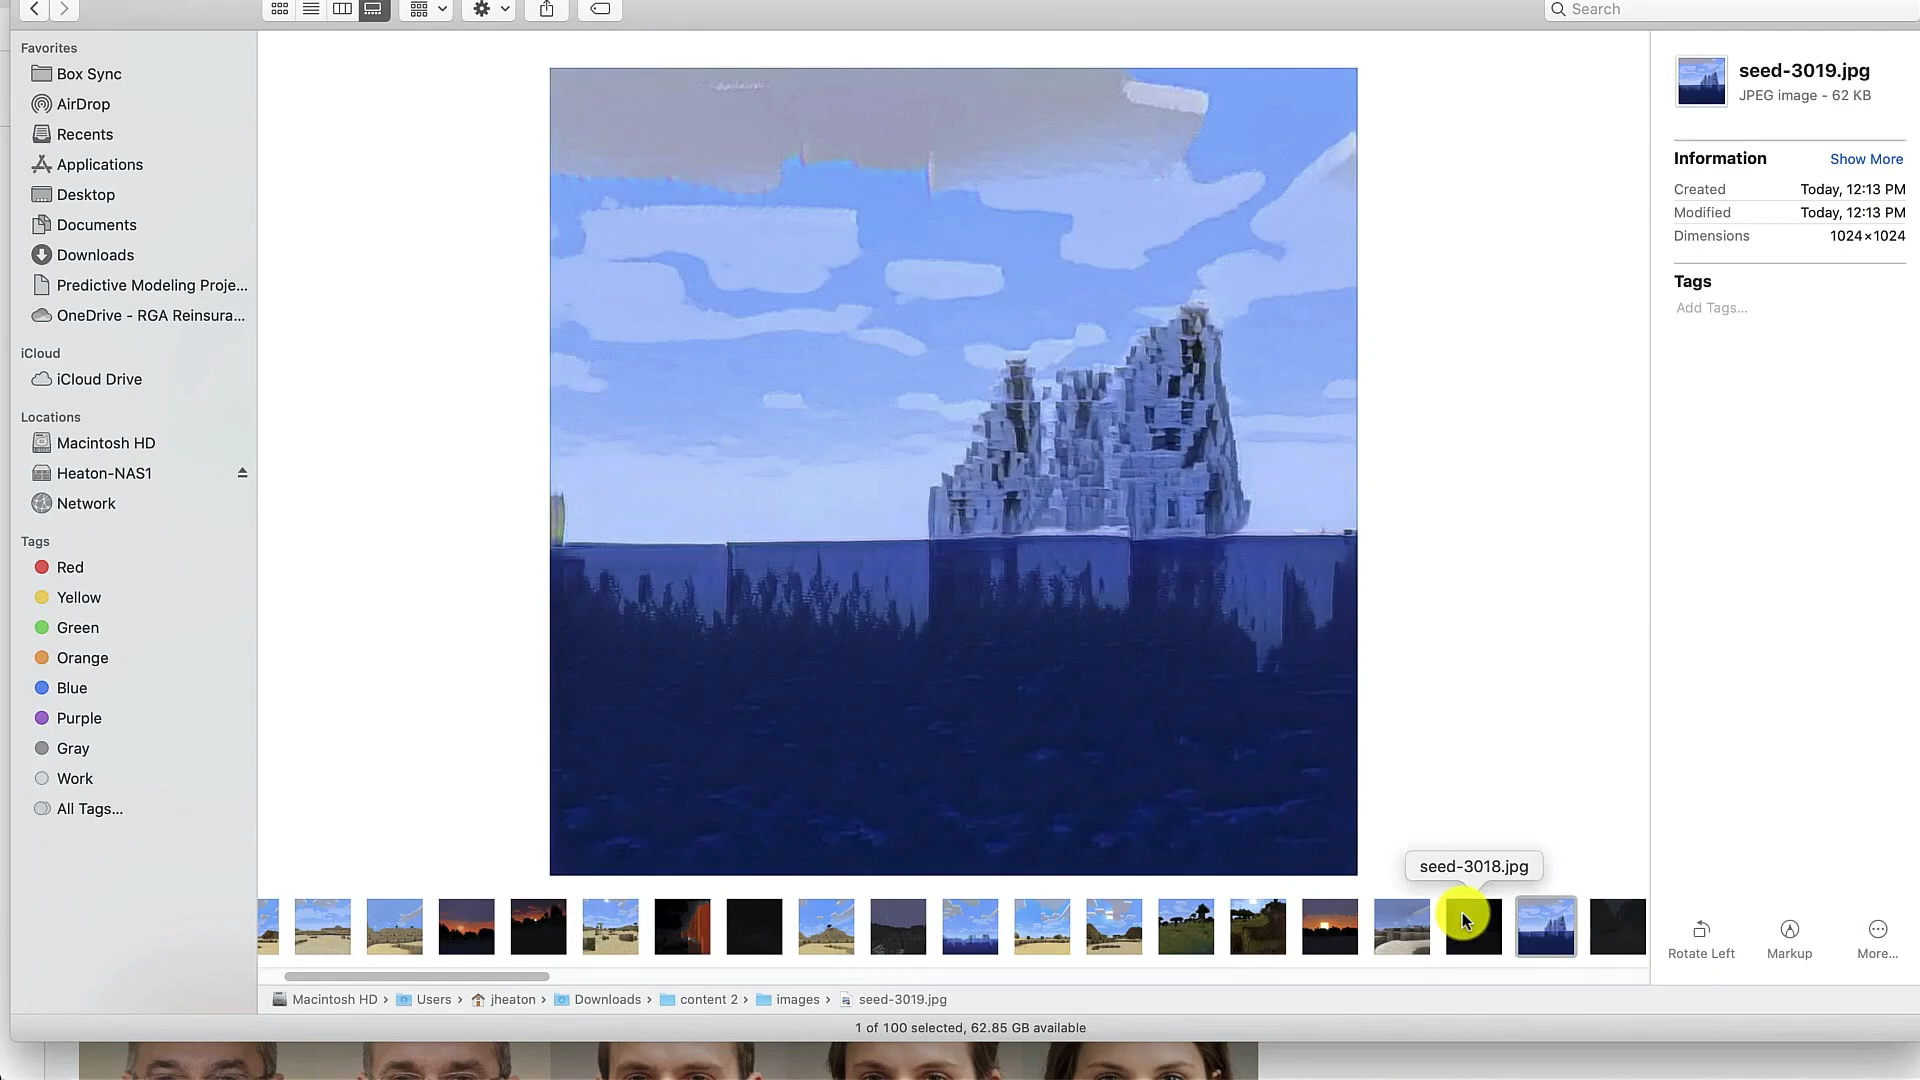 Search
Favorites
Box Sync
AirDrop
Recents
Applications
Desktop
Documents
Downloads
Predictive Modeling Proje...
OneDrive - RGA Reinsura...
iCloud
iCloud Drive
Locations
Macintosh HD
Heaton-NAS1
Network
Tags
Red
Yellow
Green
Orange
Blue
Purple
Gray
Work
All Tags...
seed-3018.jpg
Macintosh HD › Users › jheaton › Downloads › content 2 › images › seed-3019.jpg
1 of 100 selected, 62.85 GB available
seed-3019.jpg
JPEG image - 62 KB
Information Show More
Created Today, 12:13 PM
Modified Today, 12:13 PM
Dimensions 1024×1024
Tags
Add Tags...
Rotate Left Markup More...